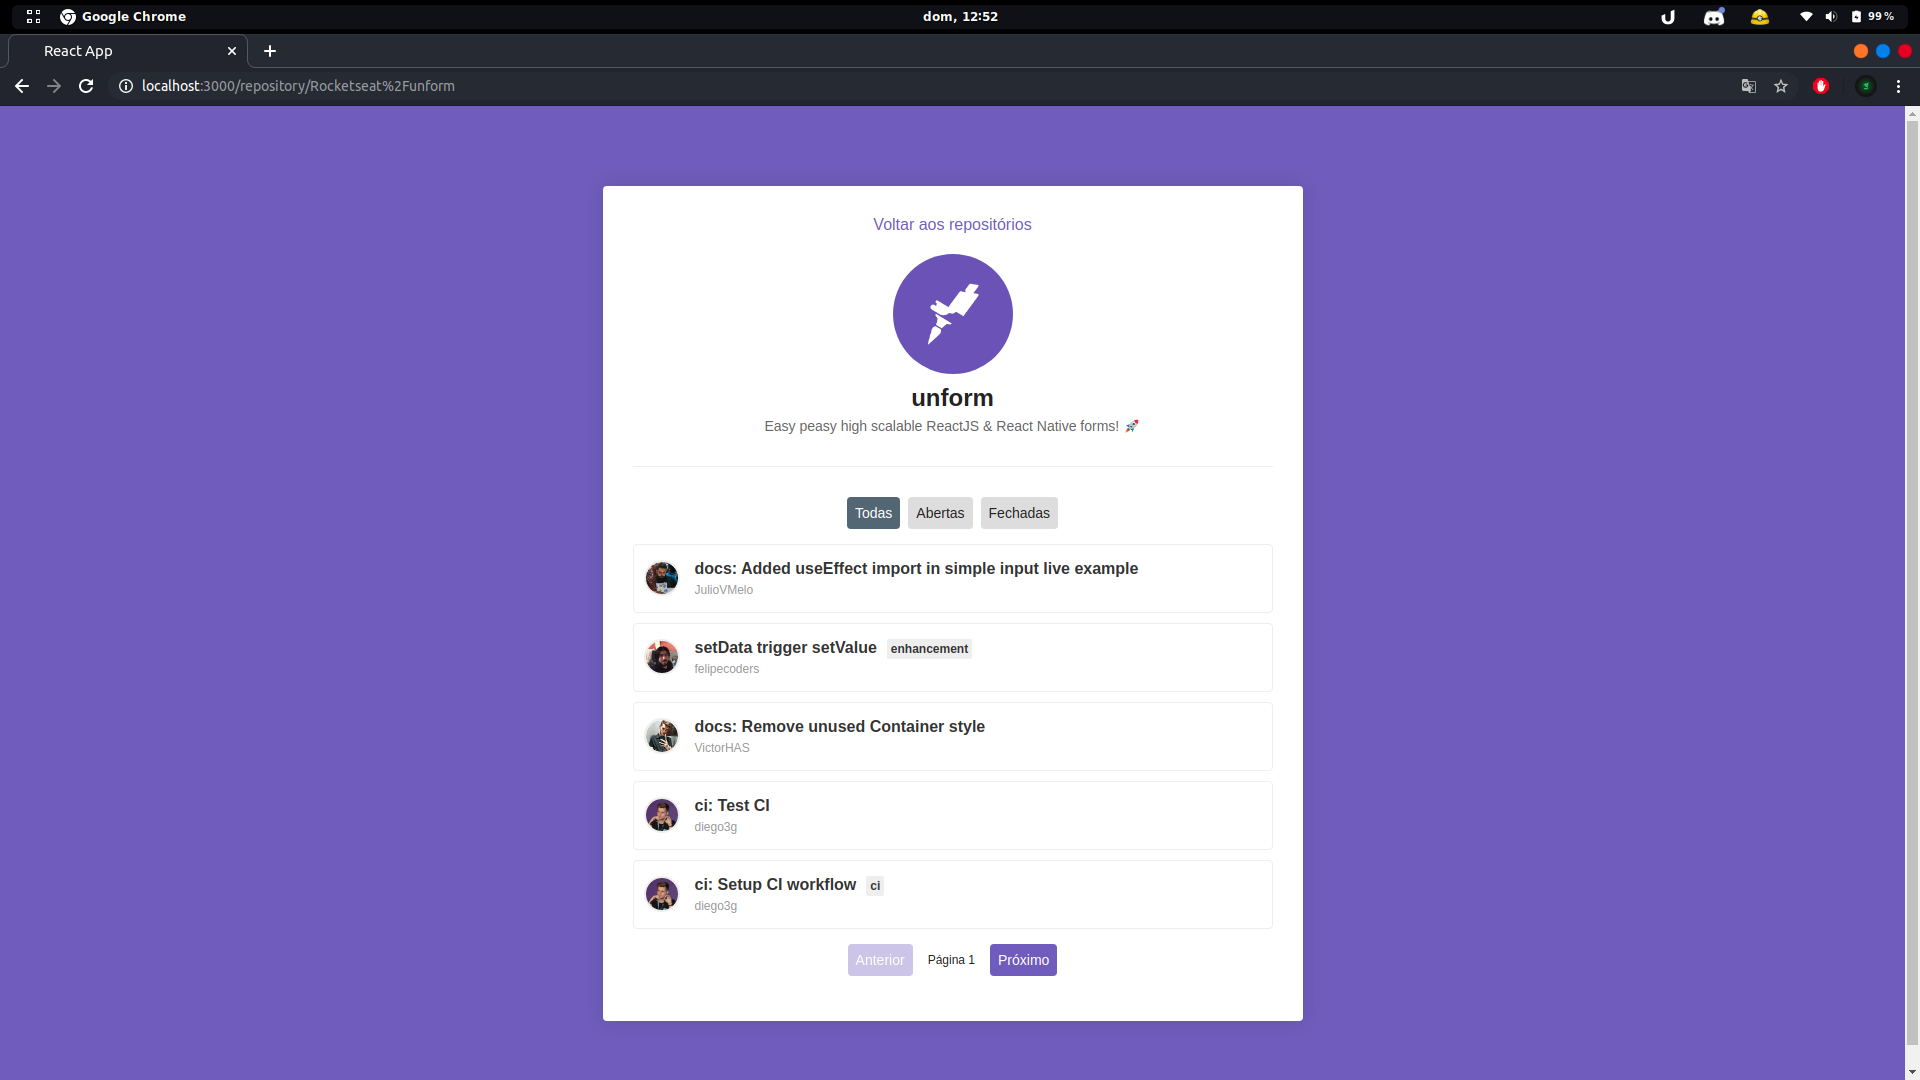 Google Chrome
dom, 12:52
99 %
React App
localhost:3000/repository/Rocketseat%2Funform
Voltar aos repositórios
unform
Easy peasy high scalable ReactJS & React Native forms! 🚀
Todas Abertas Fechadas
docs: Added useEffect import in simple input live example
JulioVMelo
setData trigger setValue enhancement
felipecoders
docs: Remove unused Container style
VictorHAS
ci: Test CI
diego3g
ci: Setup CI workflow ci
diego3g
Anterior Página 1 Próximo